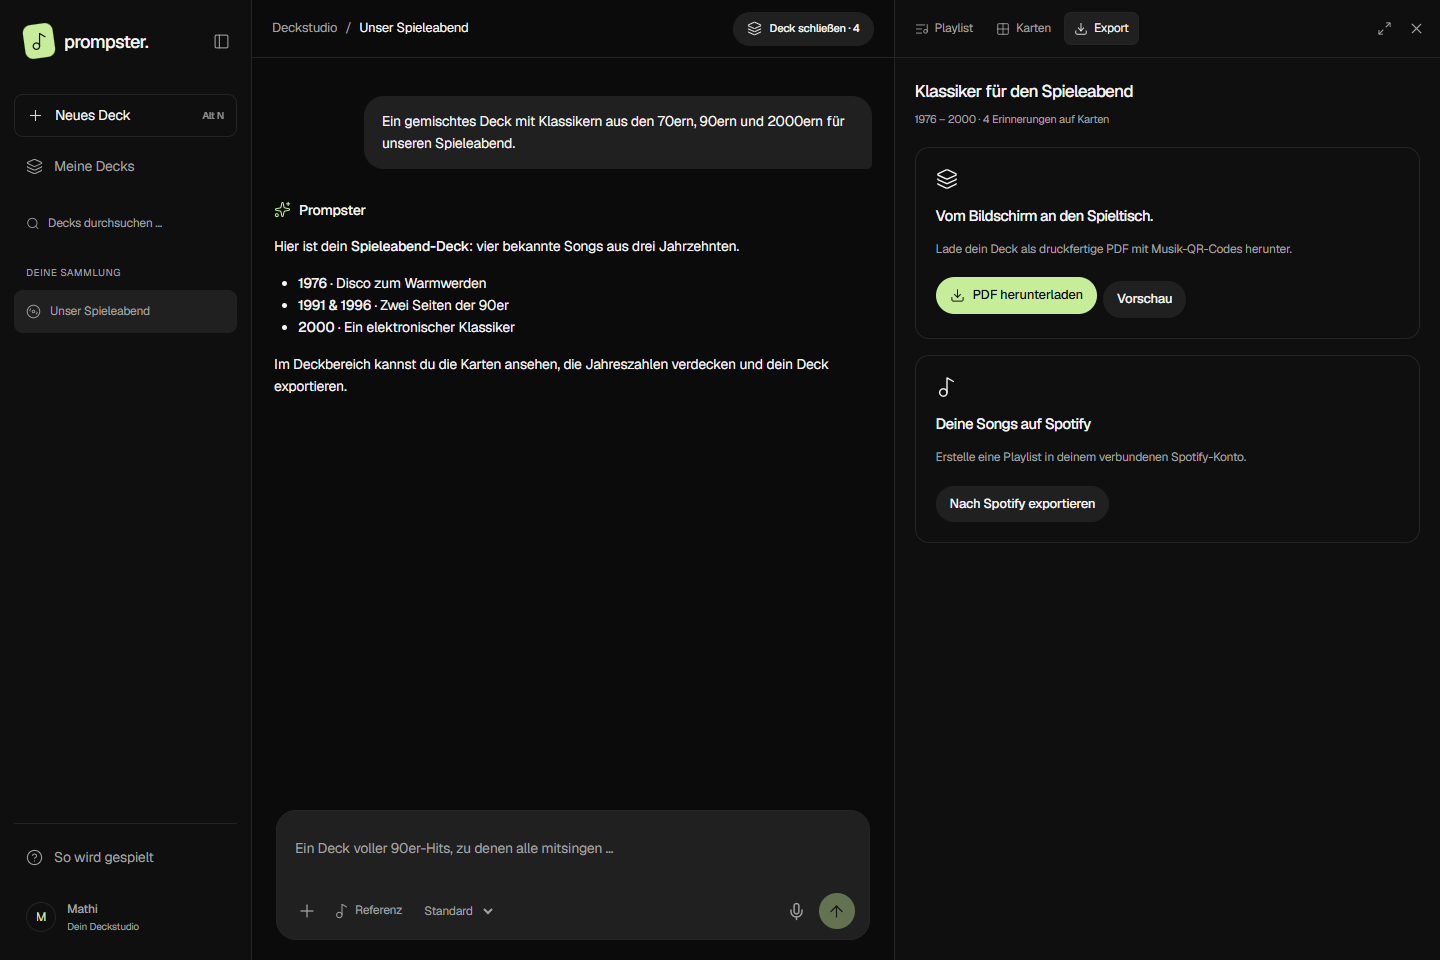 prompster.
Neues Deck
Alt N
Meine Decks
Decks durchsuchen ...
DEINE SAMMLUNG
Unser Spieleabend
So wird gespielt
M
Mathi
Dein Deckstudio
Deckstudio / Unser Spieleabend
Deck schließen · 4
Ein gemischtes Deck mit Klassikern aus den 70ern, 90ern und 2000ern für
unseren Spieleabend.
Prompster
Hier ist dein Spieleabend-Deck: vier bekannte Songs aus drei Jahrzehnten.
• 1976 · Disco zum Warmwerden
• 1991 & 1996 · Zwei Seiten der 90er
• 2000 · Ein elektronischer Klassiker
Im Deckbereich kannst du die Karten ansehen, die Jahreszahlen verdecken und dein Deck
exportieren.
Ein Deck voller 90er-Hits, zu denen alle mitsingen ...
Referenz
Standard
Playlist
Karten
Export
Klassiker für den Spieleabend
1976 – 2000 · 4 Erinnerungen auf Karten
Vom Bildschirm an den Spieltisch.
Lade dein Deck als druckfertige PDF mit Musik-QR-Codes herunter.
PDF herunterladen
Vorschau
Deine Songs auf Spotify
Erstelle eine Playlist in deinem verbundenen Spotify-Konto.
Nach Spotify exportieren